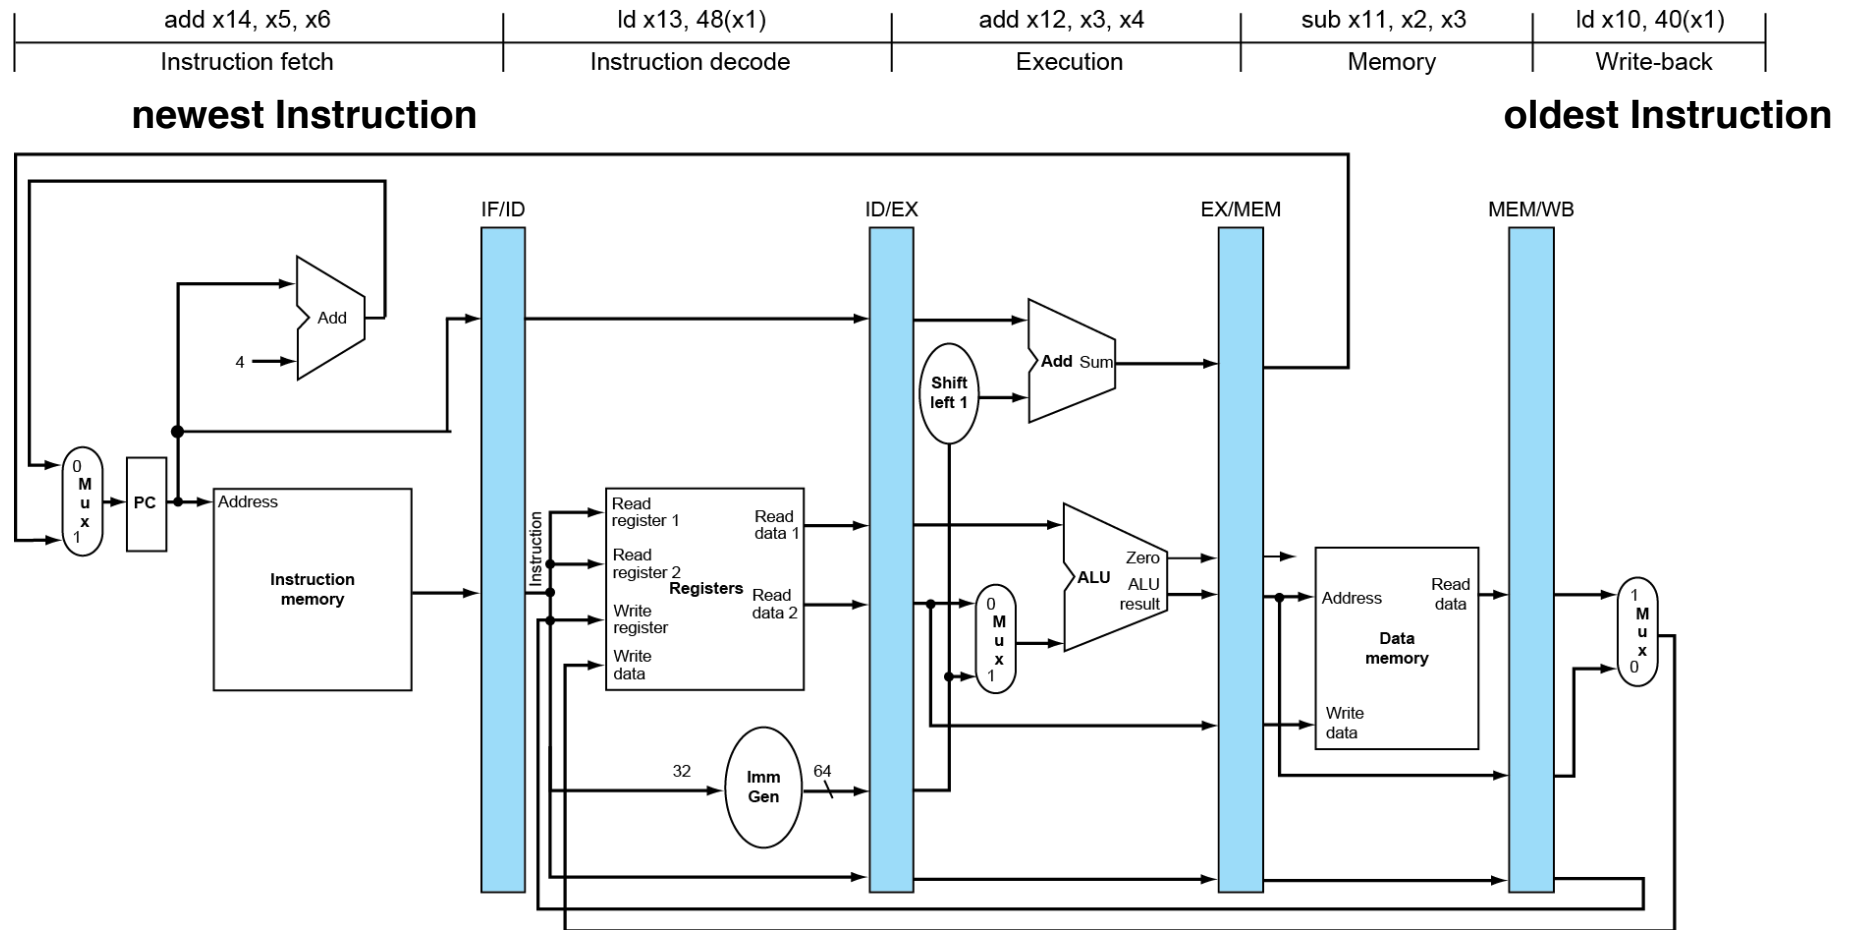 add x14, x5, x6
ld x13, 48(x1)
add x12, x3, x4
sub x11, x2, x3
ld x10, 40(x1)
Instruction fetch
Instruction decode
Execution
Memory
Write-back
newest Instruction
oldest Instruction
IF/ID
ID/EX
EX/MEM
MEM/WB
Add
4
Shift
left 1
Add Sum
0
M
u
x
1
PC
Address
Instruction
memory
Instruction
Read
register 1
Read
register 2
Write
register
Write
data
Registers
Read
data 1
Read
data 2
0
M
u
x
1
Zero
ALU
ALU
result
Address
Read
data
Data
memory
Write
data
1
M
u
x
0
32
Imm
Gen
64